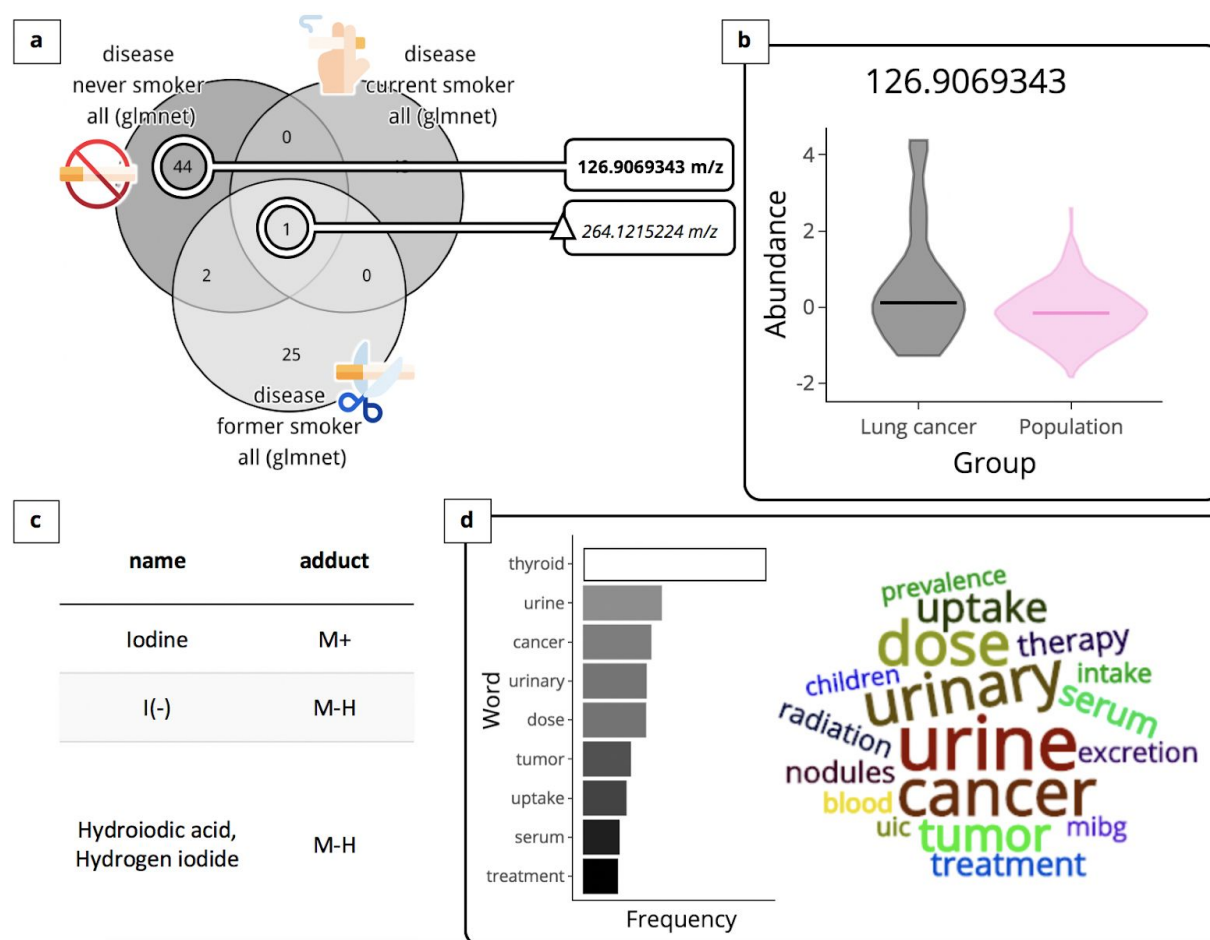 a
disease
never smoker
all (glmnet)
disease
current smoker
all (glmnet)
0
44
126.9069343 m/z
1
264.1215224 m/z
2
0
25
disease
former smoker
all (glmnet)
b
126.9069343
Abundance
4
2
0
-2
Lung cancer
Population
Group
c
name
adduct
Iodine
M+
I(-)
M-H
Hydroiodic acid,
Hydrogen iodide
M-H
d
Word
thyroid
urine
cancer
urinary
dose
tumor
uptake
serum
treatment
Frequency
prevalence
uptake
dose
therapy
children
urinary
intake
serum
radiation
urine
excretion
nodules
cancer
blood
uic
tumor
mibg
treatment